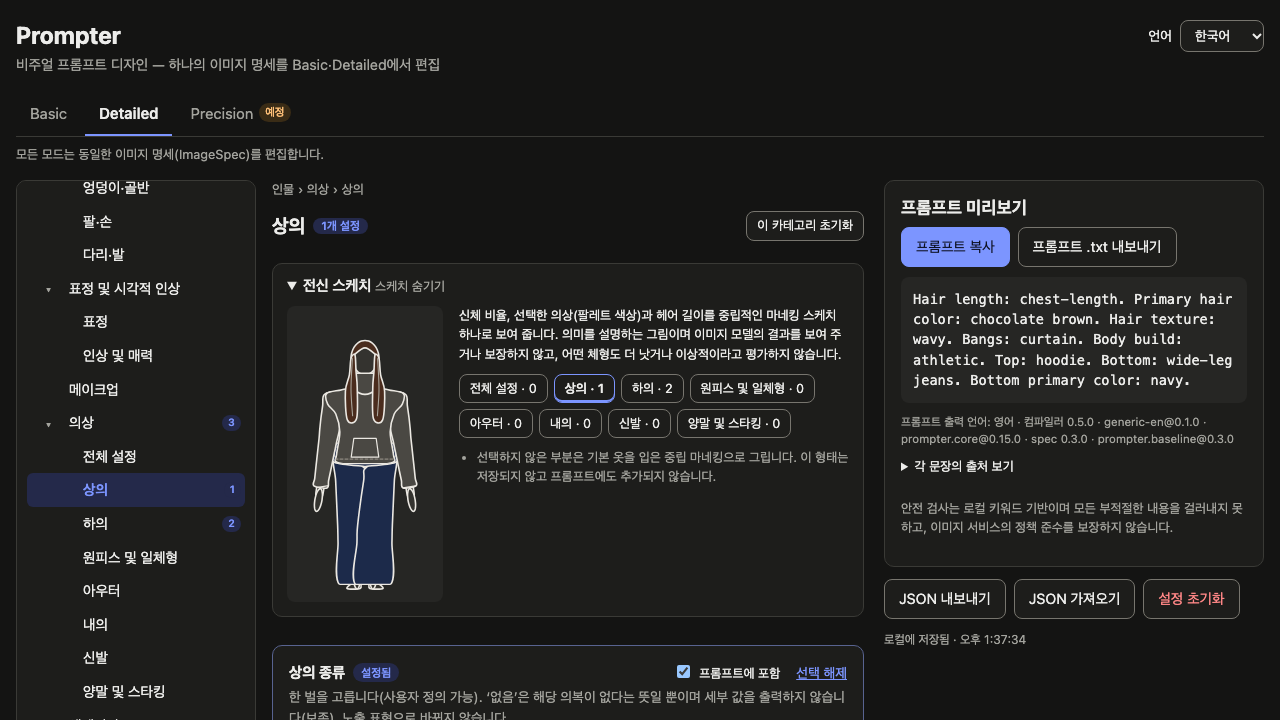 Prompter
비주얼 프롬프트 디자인 — 하나의 이미지 명세를 Basic·Detailed에서 편집
언어
한국어
Basic
Detailed
Precision
예정
모든 모드는 동일한 이미지 명세(ImageSpec)를 편집합니다.
엉덩이·골반
팔·손
다리·발
표정 및 시각적 인상
표정
인상 및 매력
메이크업
의상
3
전체 설정
상의
1
하의
2
원피스 및 일체형
아우터
내의
신발
양말 및 스타킹
인물 › 의상 › 상의
상의
1개 설정
이 카테고리 초기화
▼ 전신 스케치 스케치 숨기기
신체 비율, 선택한 의상(팔레트 색상)과 헤어 길이를 중립적인 마네킹 스케치
하나로 보여 줍니다. 의미를 설명하는 그림이며 이미지 모델의 결과를 보여 주
거나 보장하지 않고, 어떤 체형도 더 낫거나 이상적이라고 평가하지 않습니다.
전체 설정 · 0
상의 · 1
하의 · 2
원피스 및 일체형 · 0
아우터 · 0
내의 · 0
신발 · 0
양말 및 스타킹 · 0
• 선택하지 않은 부분은 기본 옷을 입은 중립 마네킹으로 그립니다. 이 형태는
저장되지 않고 프롬프트에도 추가되지 않습니다.
상의 종류
설정됨
프롬프트에 포함
선택 해제
한 벌을 고릅니다(사용자 정의 가능). ‘없음’은 해당 의복이 없다는 뜻일 뿐이며 세부 값을 출력하지 않습니
다(보존). 노출 표현으로 바뀌지 않습니다.
프롬프트 미리보기
프롬프트 복사
프롬프트 .txt 내보내기
Hair length: chest-length. Primary hair
color: chocolate brown. Hair texture:
wavy. Bangs: curtain. Body build:
athletic. Top: hoodie. Bottom: wide-leg
jeans. Bottom primary color: navy.
프롬프트 출력 언어: 영어 · 컴파일러 0.5.0 · generic-en@0.1.0 ·
prompter.core@0.15.0 · spec 0.3.0 · prompter.baseline@0.3.0
▶ 각 문장의 출처 보기
안전 검사는 로컬 키워드 기반이며 모든 부적절한 내용을 걸러내지 못
하고, 이미지 서비스의 정책 준수를 보장하지 않습니다.
JSON 내보내기
JSON 가져오기
설정 초기화
로컬에 저장됨 · 오후 1:37:34